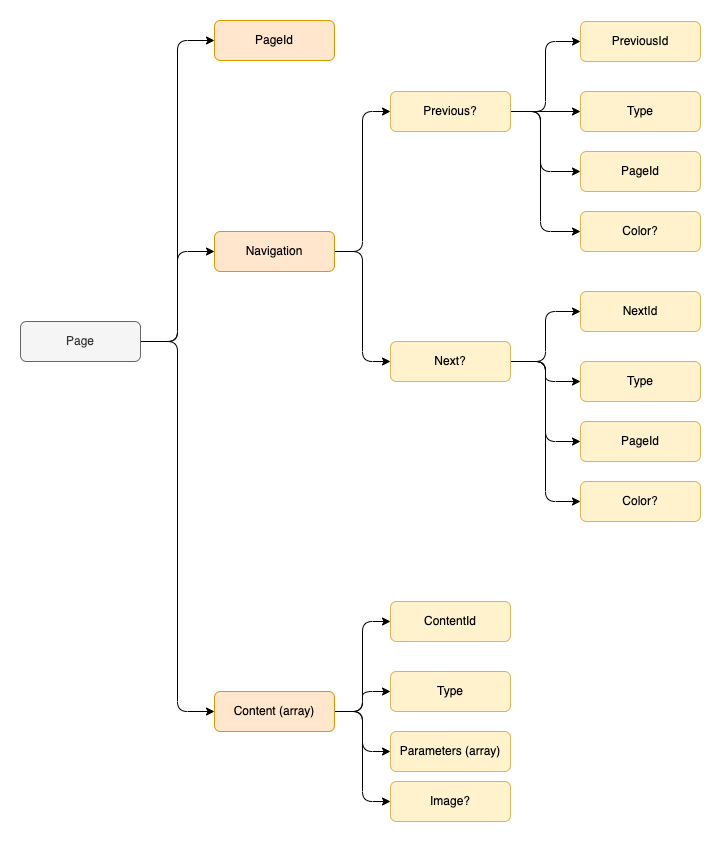 PageId
PreviousId
Previous?
Type
PageId
Navigation
Color?
NextId
Page
Next?
Type
PageId
Color?
ContentId
Type
Content (array)
Parameters (array)
Image?